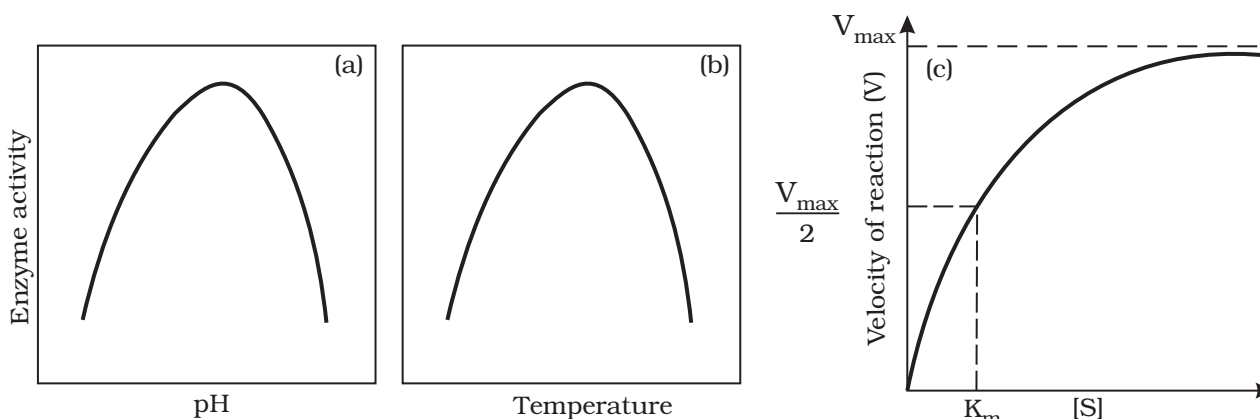 (a)
Enzyme activity
pH
(b)
Temperature
Vmax
(c)
Velocity of reaction (V)
Vmax
2
Km
[S]